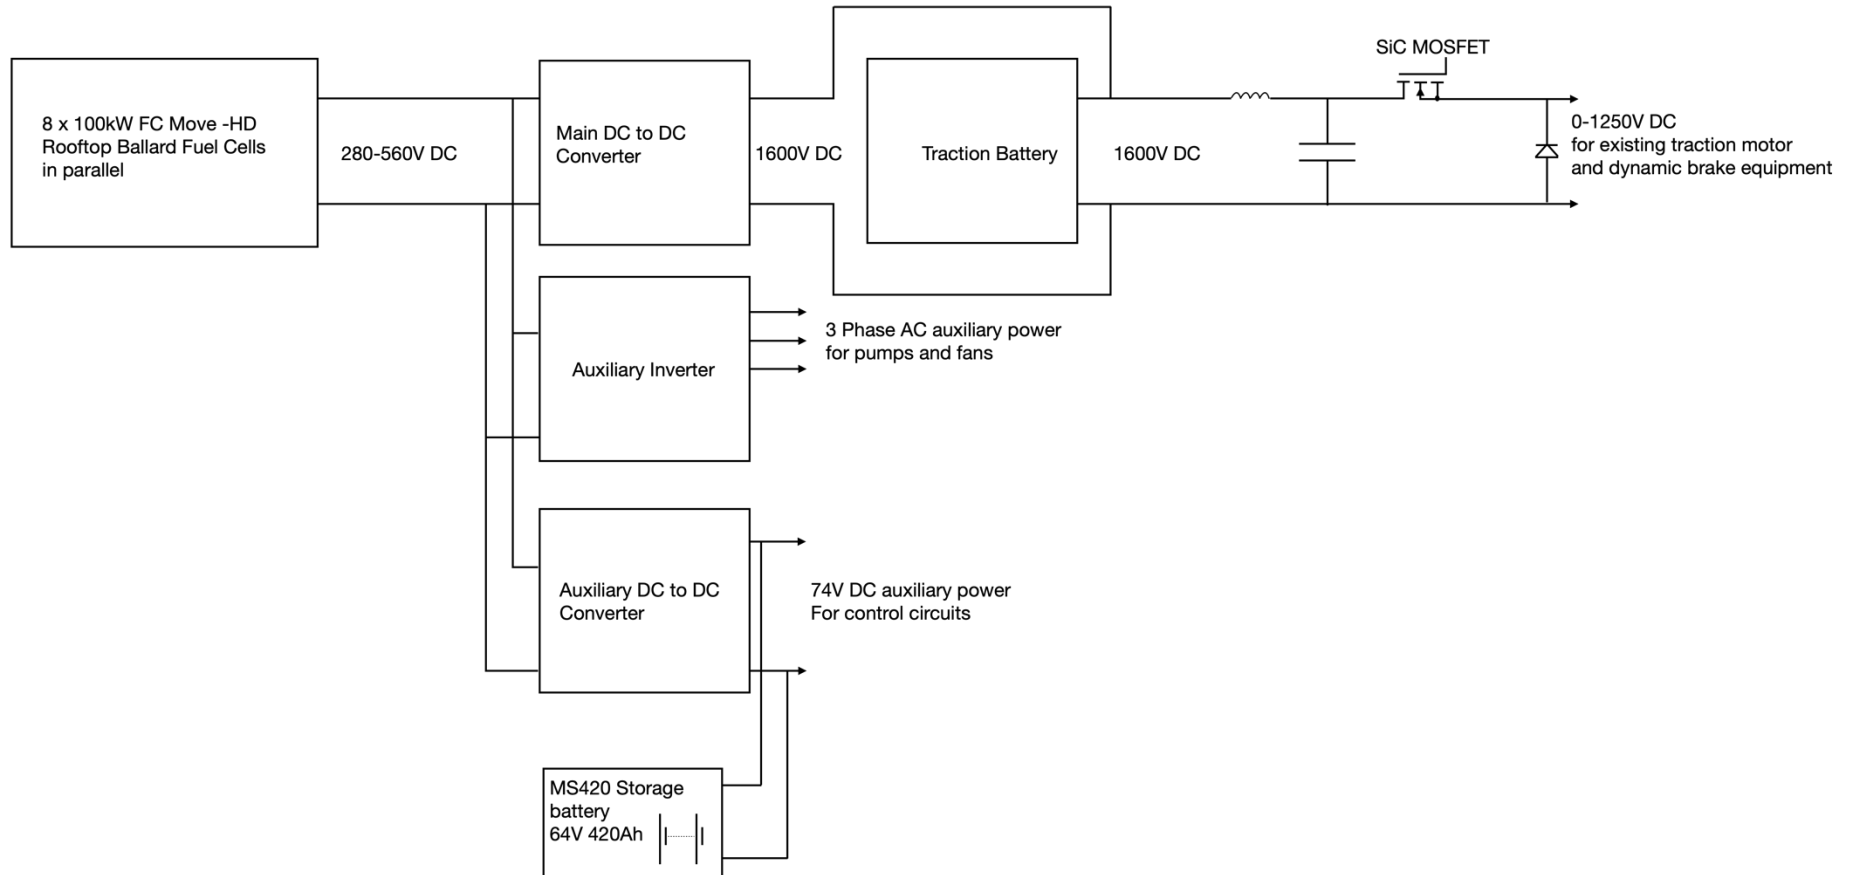 SiC MOSFET
8 x 100kW FC Move -HD
Rooftop Ballard Fuel Cells
in parallel
280-560V DC
Main DC to DC
Converter
1600V DC
Traction Battery
1600V DC
0-1250V DC
for existing traction motor
and dynamic brake equipment
Auxiliary Inverter
3 Phase AC auxiliary power
for pumps and fans
Auxiliary DC to DC
Converter
74V DC auxiliary power
For control circuits
MS420 Storage
battery
64V 420Ah